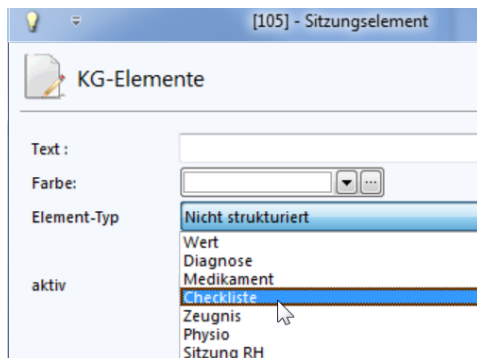 [105] - Sitzungselement
KG-Elemente
Text :
Farbe:
Element-Typ
Nicht strukturiert
Wert
Diagnose
aktiv
Medikament
Checkliste
Zeugnis
Physio
Sitzung RH